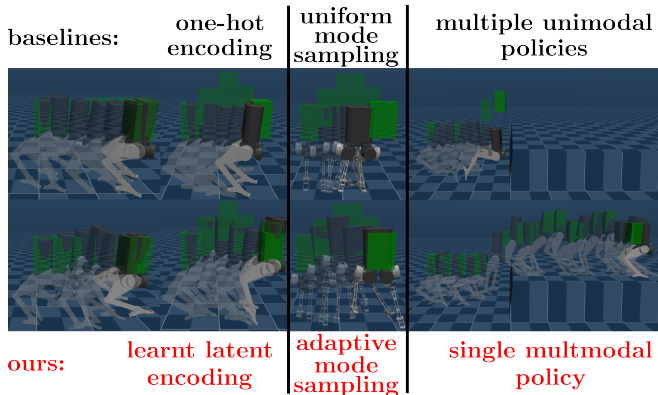 baselines:
one-hot
encoding
uniform
mode
sampling
multiple unimodal
policies
ours:
learnt latent
encoding
adaptive
mode
sampling
single multmodal
policy